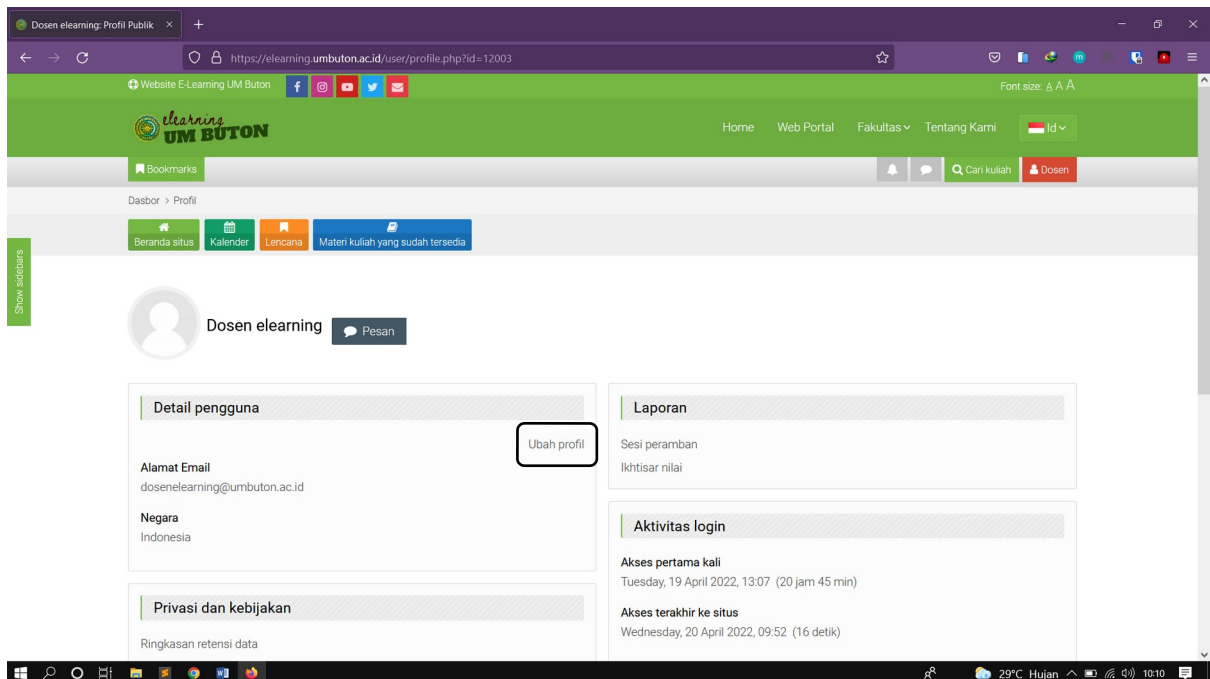 Dosen elearning: Profil Publik
https://elearning.umbuton.ac.id/user/profile.php?id=12003
Website E-Learning UM Buton
Font size: A A A
elearning
UM BUTON
Home Web Portal Fakultas Tentang Kami Id
Bookmarks
Cari kuliah Dosen
Dasbor > Profil
Beranda situs Kalender Lencana Materi kuliah yang sudah tersedia
Show sidebars
Dosen elearning Pesan
Detail pengguna
Ubah profil
Alamat Email
dosenelearning@umbuton.ac.id
Negara
Indonesia
Privasi dan kebijakan
Ringkasan retensi data
Laporan
Sesi peramban
Ikhtisar nilai
Aktivitas login
Akses pertama kali
Tuesday, 19 April 2022, 13:07 (20 jam 45 min)
Akses terakhir ke situs
Wednesday, 20 April 2022, 09:52 (16 detik)
29°C Hujan 10:10